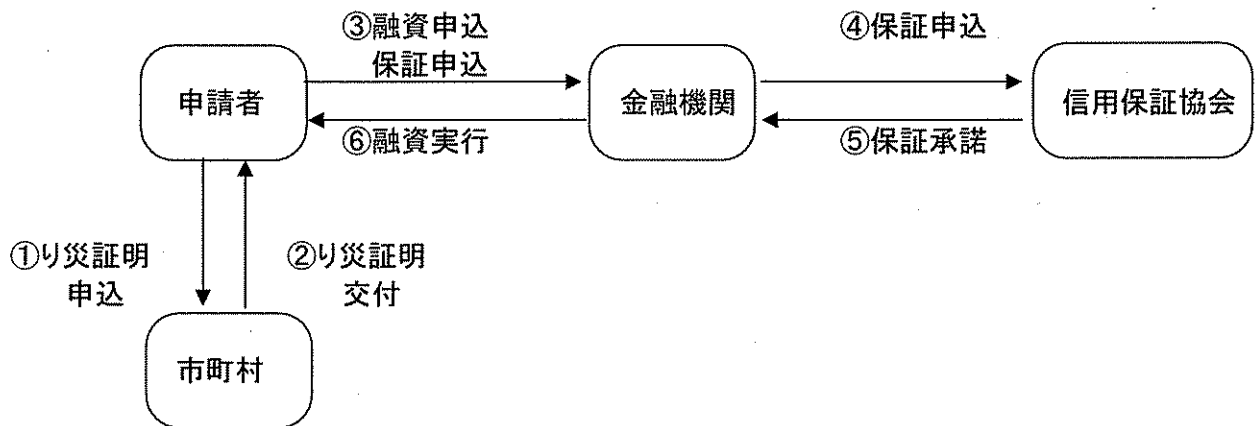 ③融資申込
保証申込
④保証申込
申請者
金融機関
信用保証協会
⑥融資実行
⑤保証承諾
①り災証明
申込
②り災証明
交付
市町村